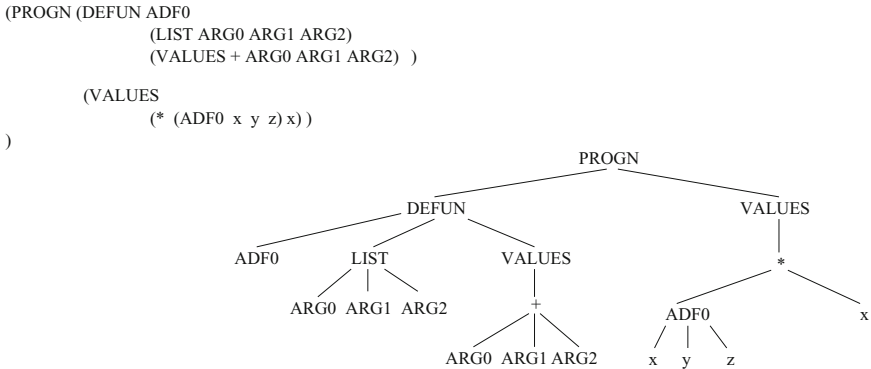 (PROGN (DEFUN ADF0
(LIST ARG0 ARG1 ARG2)
(VALUES + ARG0 ARG1 ARG2) )
(VALUES
(* (ADF0 x y z) x) )
)
PROGN
DEFUN VALUES
ADF0 LIST VALUES *
ARG0 ARG1 ARG2 + ADF0 x
ARG0 ARG1 ARG2 x y z